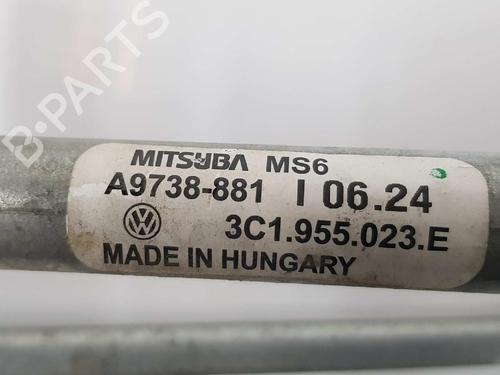 B-PARTS
MITSUBA MS6
A9738-881 I 06.24
3C1.955.023.E
MADE IN HUNGARY